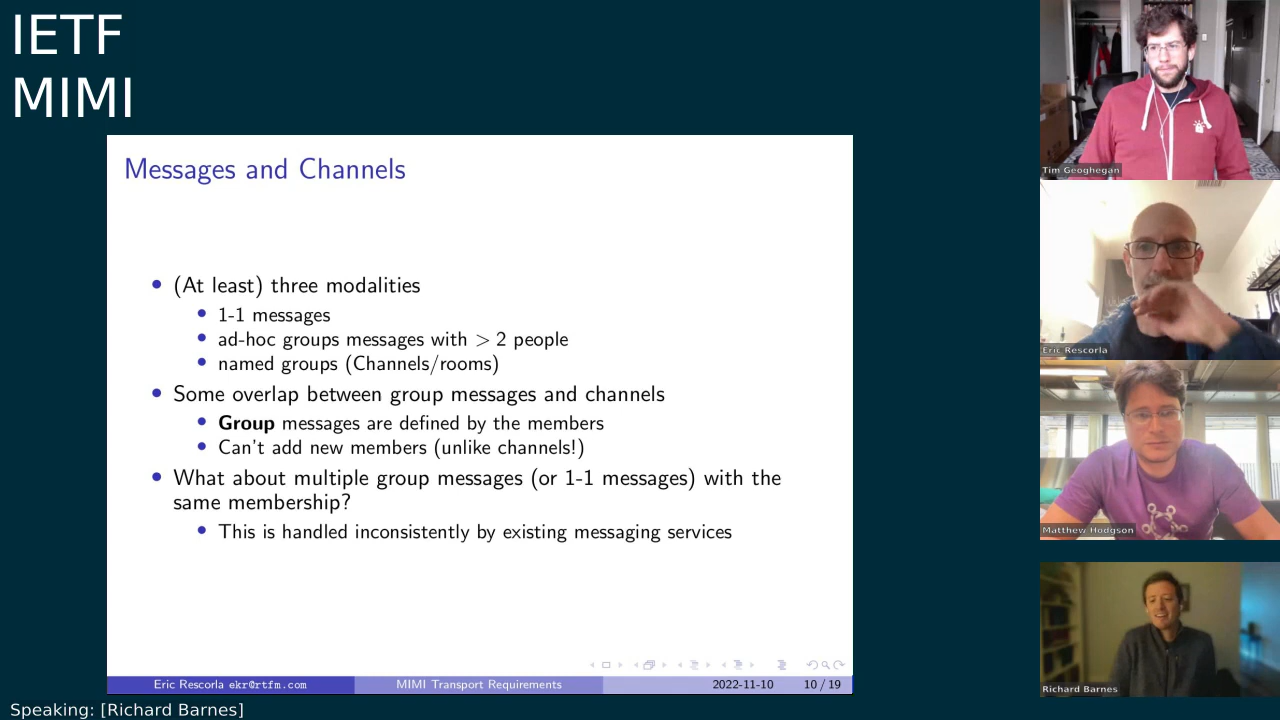 IETF
MIMI
Messages and Channels
(At least) three modalities
1-1 messages
ad-hoc groups messages with > 2 people
named groups (Channels/rooms)
Some overlap between group messages and channels
Group messages are defined by the members
Can't add new members (unlike channels!)
What about multiple group messages (or 1-1 messages) with the
same membership?
This is handled inconsistently by existing messaging services
Eric Rescorla ekr@rtfm.com MIMI Transport Requirements 2022-11-10 10 / 19
Tim Geoghegan
Eric Rescorla
Matthew Hodgson
Richard Barnes
Speaking: [Richard Barnes]